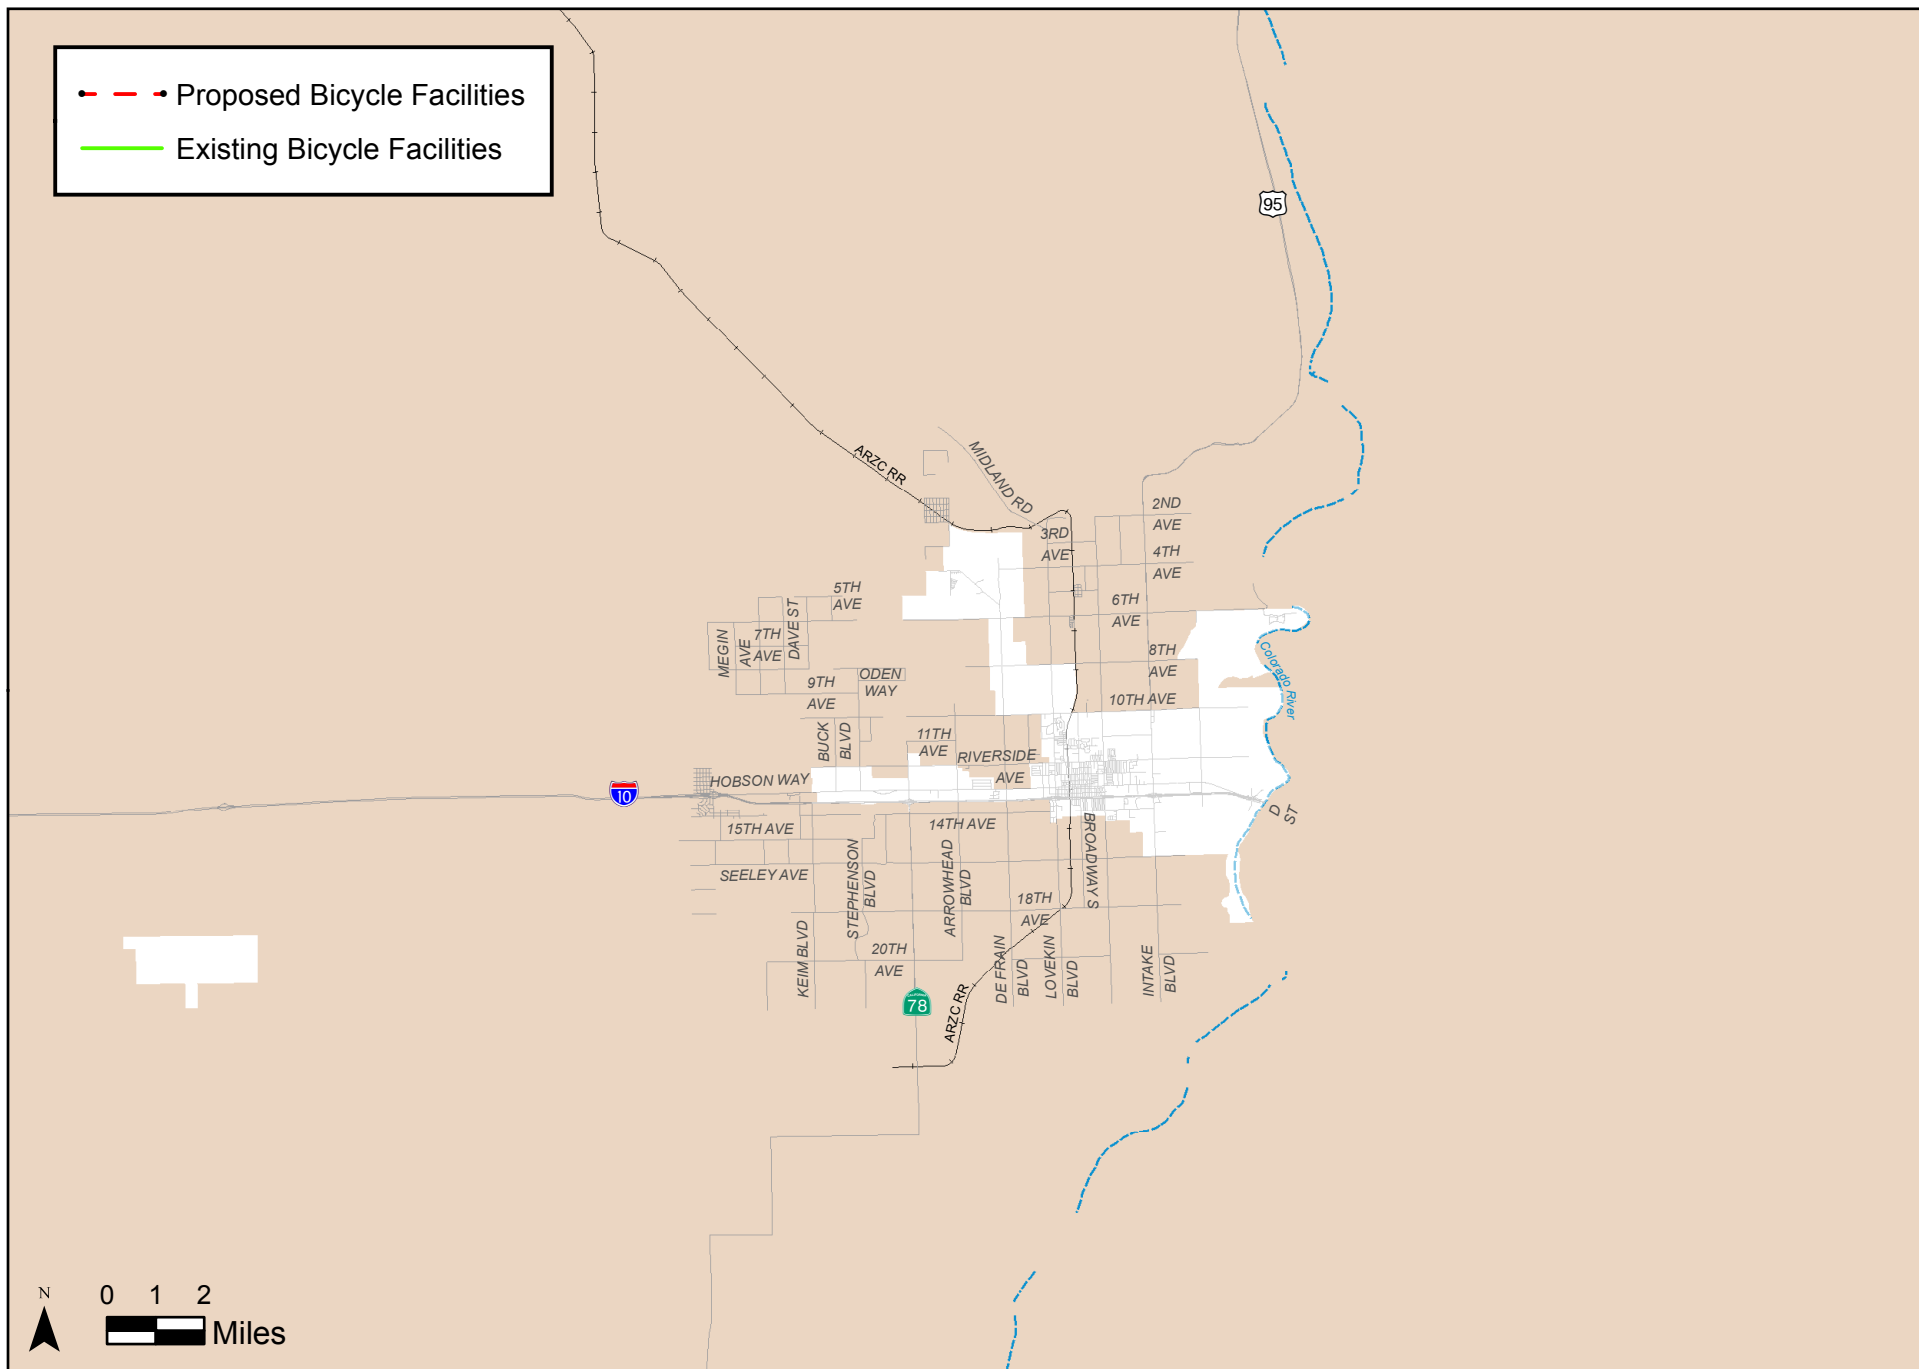 Proposed Bicycle Facilities
Existing Bicycle Facilities
95
ARZC RR
MIDLAND RD
2ND
AVE
3RD
AVE
4TH
AVE
5TH
AVE
6TH
AVE
MEGIN
AVE
7TH
AVE
DAVE ST
8TH
AVE
Colorado River
9TH
AVE
ODEN
WAY
10TH AVE
BUCK
BLVD
11TH
AVE
RIVERSIDE
AVE
HOBSON WAY
10
D
ST
15TH AVE
14TH AVE
BROADWAY S
SEELEY AVE
STEPHENSON
BLVD
ARROWHEAD
BLVD
18TH
AVE
KEIM BLVD
20TH
AVE
DE FRAIN
BLVD
LOVEKIN
BLVD
INTAKE
BLVD
78
ARZC RR
N
0 1 2
Miles